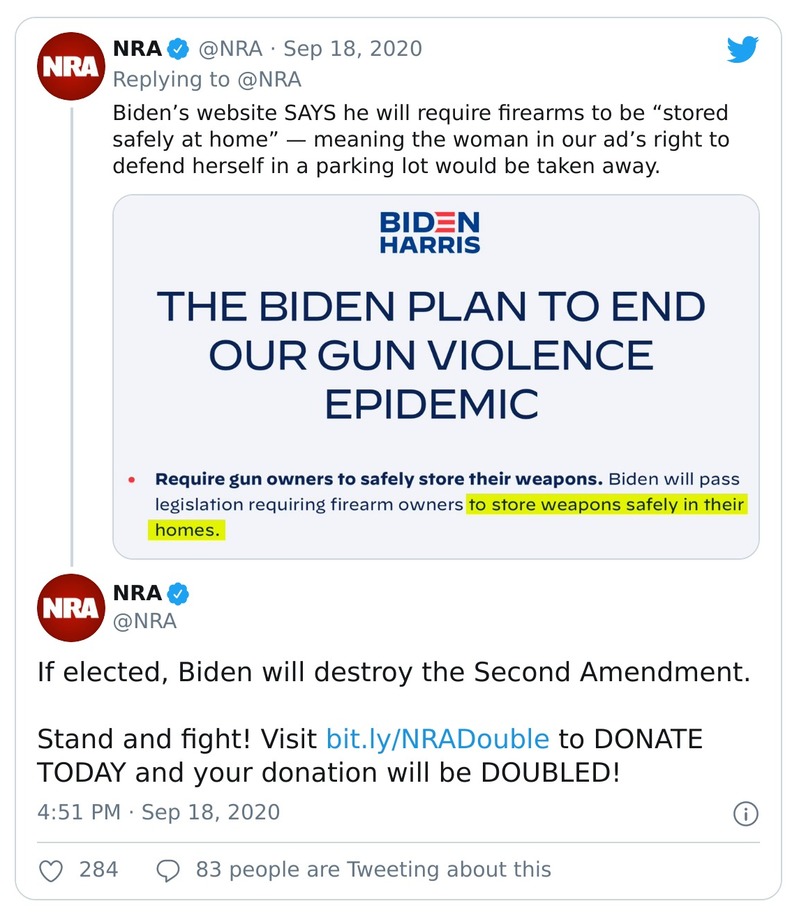 NRA
NRA @NRA · Sep 18, 2020
Replying to @NRA
Biden’s website SAYS he will require firearms to be “stored
safely at home” — meaning the woman in our ad’s right to
defend herself in a parking lot would be taken away.
BIDEN
HARRIS
THE BIDEN PLAN TO END
OUR GUN VIOLENCE
EPIDEMIC
• Require gun owners to safely store their weapons. Biden will pass
legislation requiring firearm owners to store weapons safely in their
homes.
NRA
NRA
@NRA
If elected, Biden will destroy the Second Amendment.
Stand and fight! Visit bit.ly/NRADouble to DONATE
TODAY and your donation will be DOUBLED!
4:51 PM · Sep 18, 2020
284 83 people are Tweeting about this